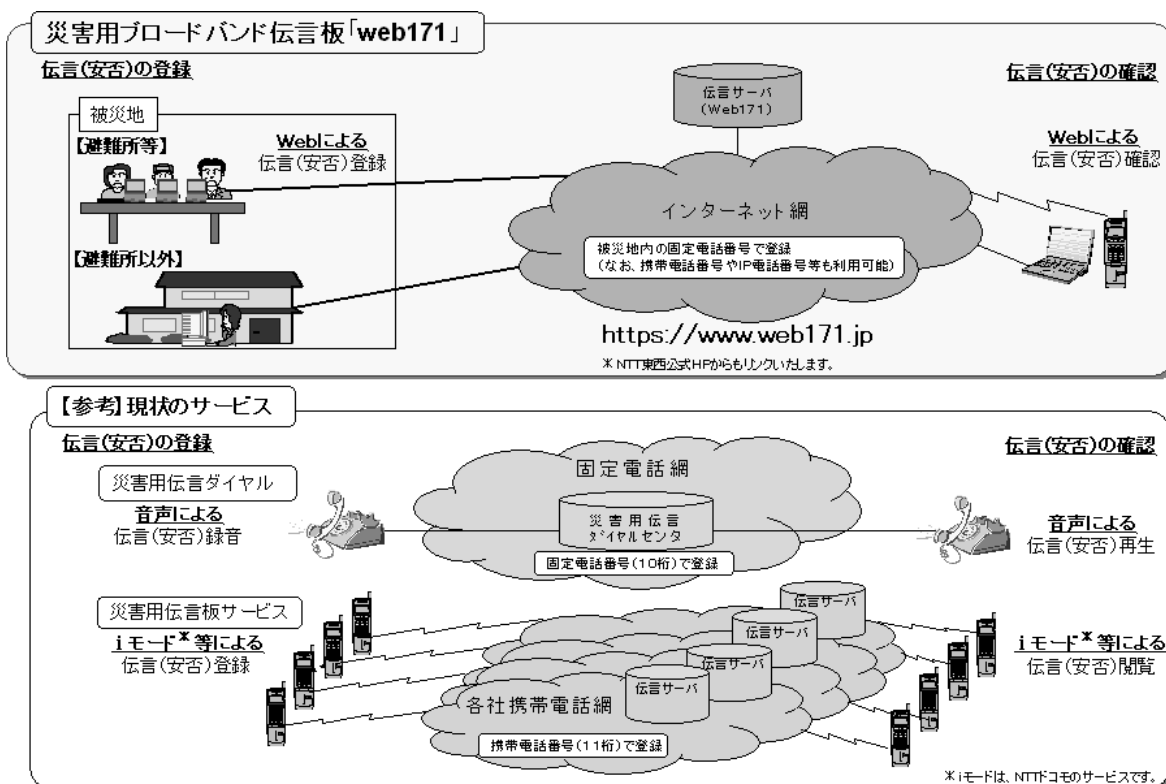 災害用ブロードバンド伝言板「web171」
伝言(安否)の登録
伝言(安否)の確認
被災地
【避難所等】
Webによる
伝言(安否)登録
【避難所以外】
伝言サーバ
(Web171)
インターネット網
被災地内の固定電話番号で登録
(なお、携帯電話番号やIP電話番号等も利用可能)
Webによる
伝言(安否)確認
https://www.web171.jp
*NTT東西公式HPからもリンクいたします。
【参考】現状のサービス
伝言(安否)の登録
伝言(安否)の確認
災害用伝言ダイヤル
音声による
伝言(安否)録音
固定電話網
災害用伝言
ダイヤルセンタ
固定電話番号(10桁)で登録
音声による
伝言(安否)再生
災害用伝言板サービス
iモード*等による
伝言(安否)登録
伝言サーバ
伝言サーバ
伝言サーバ
伝言サーバ
各社携帯電話網
携帯電話番号(11桁)で登録
iモード*等による
伝言(安否)閲覧
*iモードは、NTTドコモのサービスです。